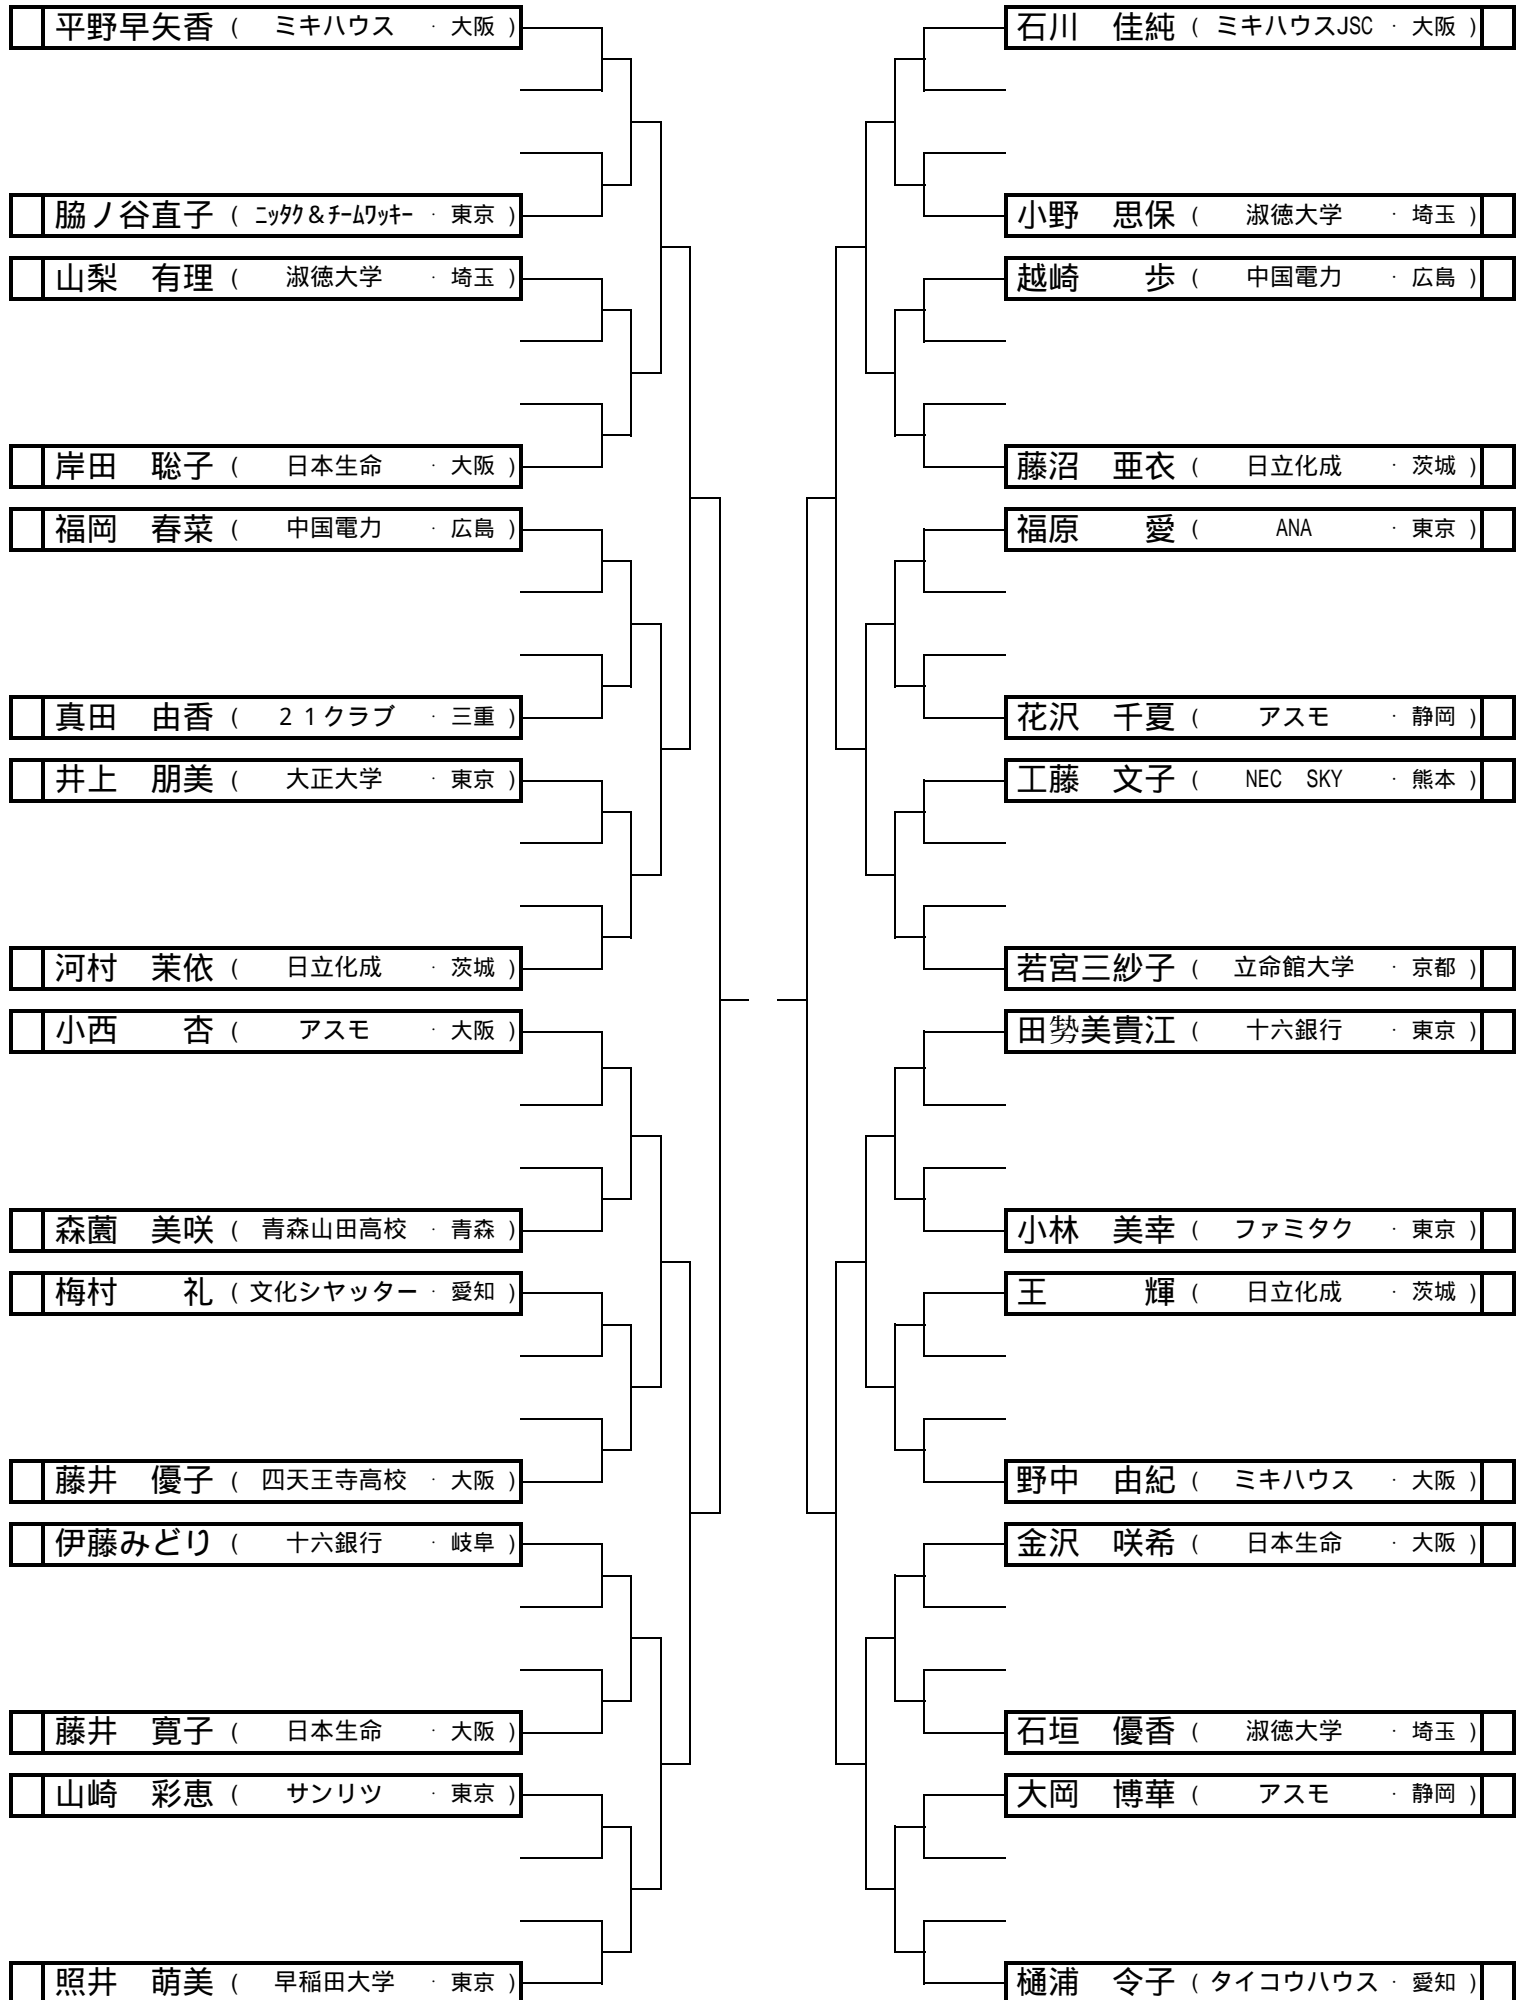 平野早矢香 ( ミキハウス ・ 大阪 )
脇ノ谷直子 ( ﾆｯﾀｸ＆ﾁｰﾑﾜｯｷｰ ・ 東京 )
山梨　有理 ( 淑徳大学 ・ 埼玉 )
岸田　聡子 ( 日本生命 ・ 大阪 )
福岡　春菜 ( 中国電力 ・ 広島 )
真田　由香 ( ２１クラブ ・ 三重 )
井上　朋美 ( 大正大学 ・ 東京 )
河村　茉依 ( 日立化成 ・ 茨城 )
小西　　杏 ( アスモ ・ 大阪 )
森薗　美咲 ( 青森山田高校 ・ 青森 )
梅村　　礼 ( 文化シヤッター ・ 愛知 )
藤井　優子 ( 四天王寺高校 ・ 大阪 )
伊藤みどり ( 十六銀行 ・ 岐阜 )
藤井　寛子 ( 日本生命 ・ 大阪 )
山崎　彩恵 ( サンリツ ・ 東京 )
照井　萌美 ( 早稲田大学 ・ 東京 )
石川　佳純 ( ミキハウスJSC ・ 大阪 )
小野　思保 ( 淑徳大学 ・ 埼玉 )
越崎　　歩 ( 中国電力 ・ 広島 )
藤沼　亜衣 ( 日立化成 ・ 茨城 )
福原　　愛 ( ANA ・ 東京 )
花沢　千夏 ( アスモ ・ 静岡 )
工藤　文子 ( NEC　SKY ・ 熊本 )
若宮三紗子 ( 立命館大学 ・ 京都 )
田勢美貴江 ( 十六銀行 ・ 東京 )
小林　美幸 ( ファミタク ・ 東京 )
王　　　輝 ( 日立化成 ・ 茨城 )
野中　由紀 ( ミキハウス ・ 大阪 )
金沢　咲希 ( 日本生命 ・ 大阪 )
石垣　優香 ( 淑徳大学 ・ 埼玉 )
大岡　博華 ( アスモ ・ 静岡 )
樋浦　令子 ( タイコウハウス ・ 愛知 )